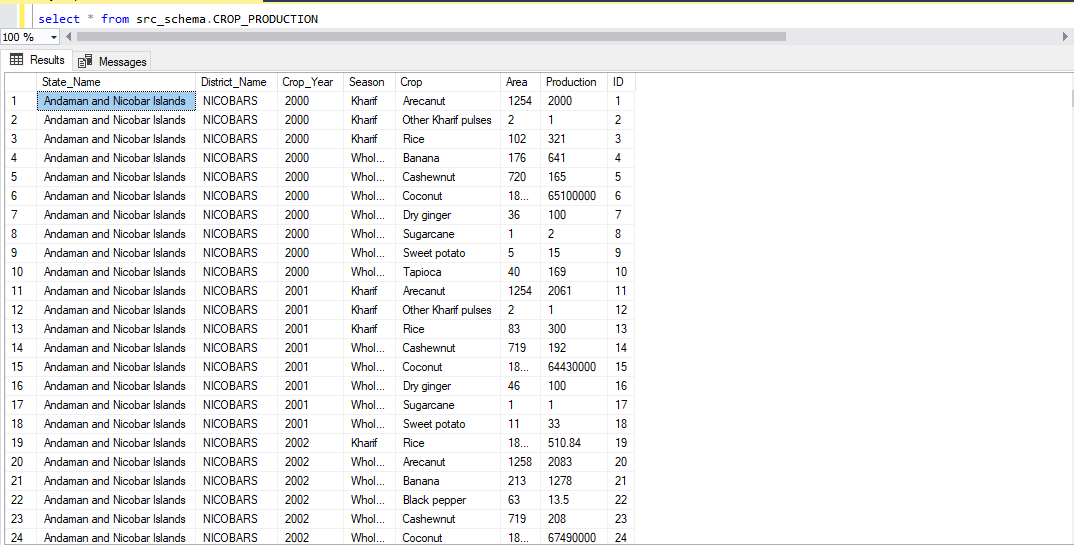 select * from src_schema.CROP_PRODUCTION
100 %
Results Messages
State_Name District_Name Crop_Year Season Crop Area Production ID
1 Andaman and Nicobar Islands NICOBARS 2000 Kharif Arecanut 1254 2000 1
2 Andaman and Nicobar Islands NICOBARS 2000 Kharif Other Kharif pulses 2 1 2
3 Andaman and Nicobar Islands NICOBARS 2000 Kharif Rice 102 321 3
4 Andaman and Nicobar Islands NICOBARS 2000 Whol... Banana 176 641 4
5 Andaman and Nicobar Islands NICOBARS 2000 Whol... Cashewnut 720 165 5
6 Andaman and Nicobar Islands NICOBARS 2000 Whol... Coconut 18... 65100000 6
7 Andaman and Nicobar Islands NICOBARS 2000 Whol... Dry ginger 36 100 7
8 Andaman and Nicobar Islands NICOBARS 2000 Whol... Sugarcane 1 2 8
9 Andaman and Nicobar Islands NICOBARS 2000 Whol... Sweet potato 5 15 9
10 Andaman and Nicobar Islands NICOBARS 2000 Whol... Tapioca 40 169 10
11 Andaman and Nicobar Islands NICOBARS 2001 Kharif Arecanut 1254 2061 11
12 Andaman and Nicobar Islands NICOBARS 2001 Kharif Other Kharif pulses 2 1 12
13 Andaman and Nicobar Islands NICOBARS 2001 Kharif Rice 83 300 13
14 Andaman and Nicobar Islands NICOBARS 2001 Whol... Cashewnut 719 192 14
15 Andaman and Nicobar Islands NICOBARS 2001 Whol... Coconut 18... 64430000 15
16 Andaman and Nicobar Islands NICOBARS 2001 Whol... Dry ginger 46 100 16
17 Andaman and Nicobar Islands NICOBARS 2001 Whol... Sugarcane 1 1 17
18 Andaman and Nicobar Islands NICOBARS 2001 Whol... Sweet potato 11 33 18
19 Andaman and Nicobar Islands NICOBARS 2002 Kharif Rice 18... 510.84 19
20 Andaman and Nicobar Islands NICOBARS 2002 Whol... Arecanut 1258 2083 20
21 Andaman and Nicobar Islands NICOBARS 2002 Whol... Banana 213 1278 21
22 Andaman and Nicobar Islands NICOBARS 2002 Whol... Black pepper 63 13.5 22
23 Andaman and Nicobar Islands NICOBARS 2002 Whol... Cashewnut 719 208 23
24 Andaman and Nicobar Islands NICOBARS 2002 Whol... Coconut 18... 67490000 24